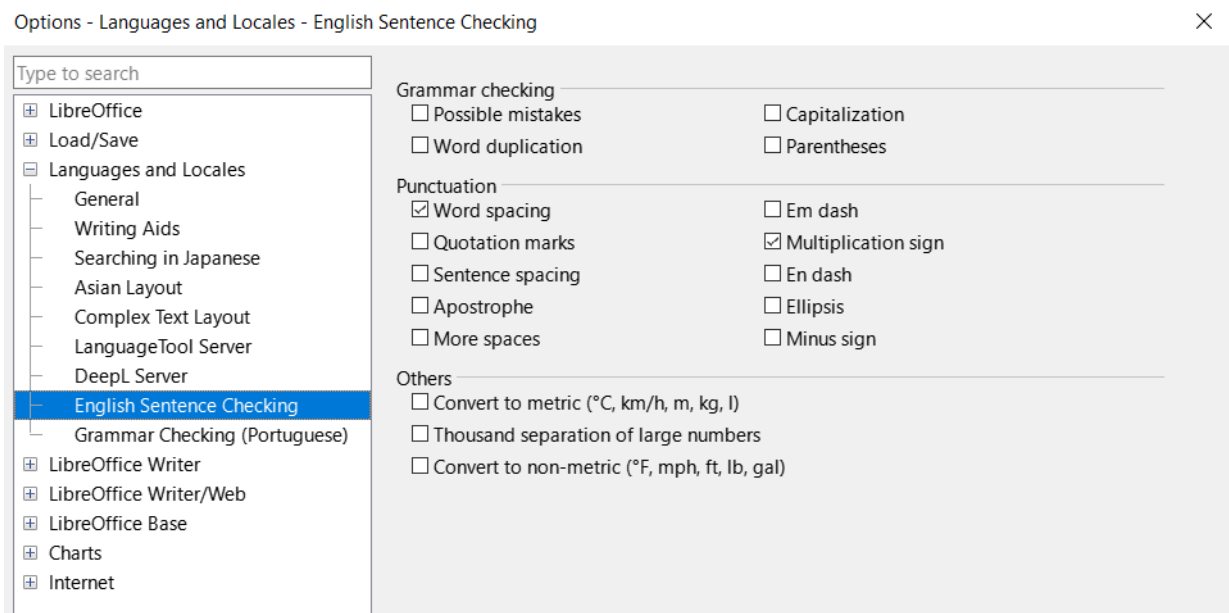 Options - Languages and Locales - English Sentence Checking
Type to search
LibreOffice
Load/Save
Languages and Locales
General
Writing Aids
Searching in Japanese
Asian Layout
Complex Text Layout
LanguageTool Server
DeepL Server
English Sentence Checking
Grammar Checking (Portuguese)
LibreOffice Writer
LibreOffice Writer/Web
LibreOffice Base
Charts
Internet
Grammar checking
Possible mistakes
Capitalization
Word duplication
Parentheses
Punctuation
Word spacing
Em dash
Quotation marks
Multiplication sign
Sentence spacing
En dash
Apostrophe
Ellipsis
More spaces
Minus sign
Others
Convert to metric (°C, km/h, m, kg, l)
Thousand separation of large numbers
Convert to non-metric (°F, mph, ft, lb, gal)